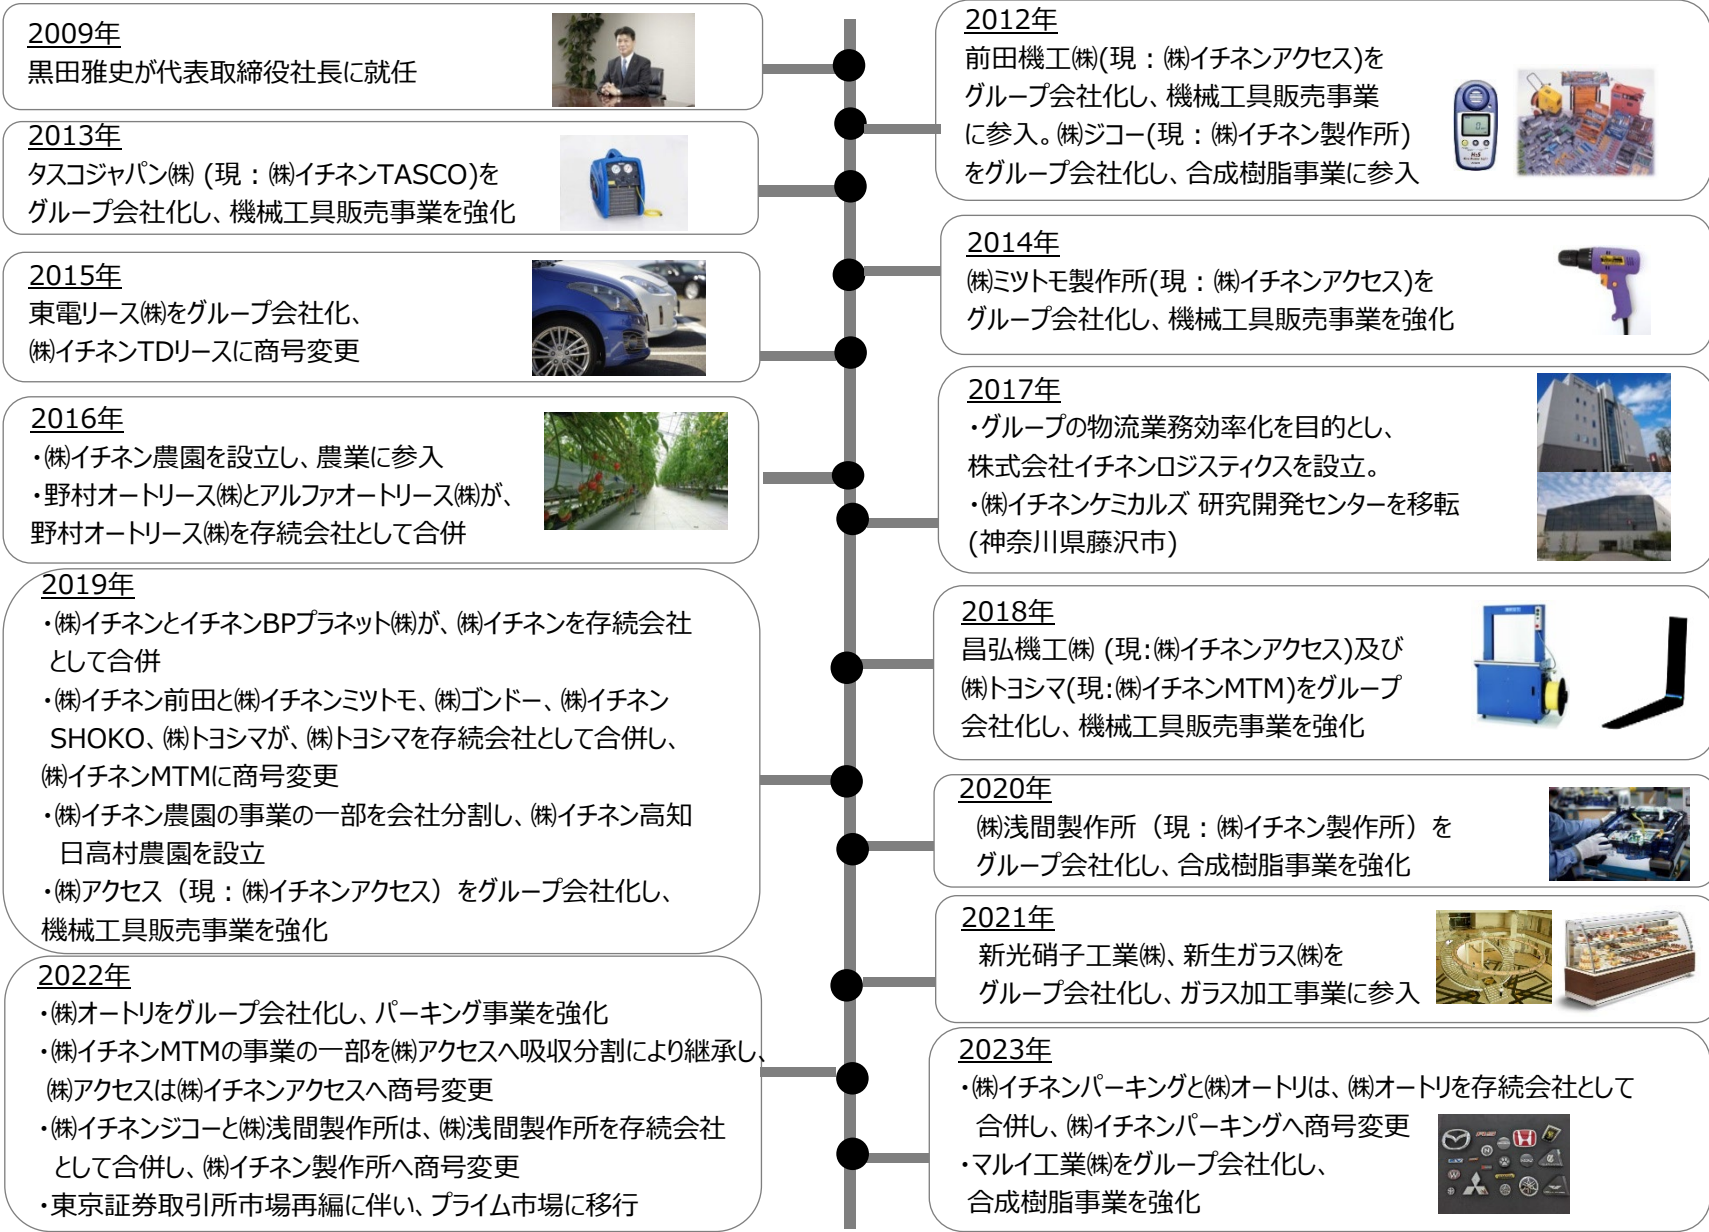 2009年
黒田雅史が代表取締役社長に就任
2012年
前田機工㈱(現：㈱イチネンアクセス)を
グループ会社化し、機械工具販売事業
に参入。㈱ジコー(現：㈱イチネン製作所)
をグループ会社化し、合成樹脂事業に参入
2013年
タスコジャパン㈱ (現：㈱イチネンTASCO)を
グループ会社化し、機械工具販売事業を強化
2014年
㈱ミツトモ製作所(現：㈱イチネンアクセス)を
グループ会社化し、機械工具販売事業を強化
2015年
東電リース㈱をグループ会社化、
㈱イチネンTDリースに商号変更
2016年
・㈱イチネン農園を設立し、農業に参入
・野村オートリース㈱とアルファオートリース㈱が、
野村オートリース㈱を存続会社として合併
2017年
・グループの物流業務効率化を目的とし、
株式会社イチネンロジスティクスを設立。
・㈱イチネンケミカルズ 研究開発センターを移転
(神奈川県藤沢市)
2018年
昌弘機工㈱ (現:㈱イチネンアクセス)及び
㈱トヨシマ(現:㈱イチネンMTM)をグループ
会社化し、機械工具販売事業を強化
2019年
・㈱イチネンとイチネンBPプラネット㈱が、㈱イチネンを存続会社
として合併
・㈱イチネン前田と㈱イチネンミツトモ、㈱ゴンドー、㈱イチネン
SHOKO、㈱トヨシマが、㈱トヨシマを存続会社として合併し、
㈱イチネンMTMに商号変更
・㈱イチネン農園の事業の一部を会社分割し、㈱イチネン高知
日高村農園を設立
・㈱アクセス（現：㈱イチネンアクセス）をグループ会社化し、
機械工具販売事業を強化
2020年
㈱浅間製作所（現：㈱イチネン製作所）を
グループ会社化し、合成樹脂事業を強化
2021年
新光硝子工業㈱、新生ガラス㈱を
グループ会社化し、ガラス加工事業に参入
2022年
・㈱オートリをグループ会社化し、パーキング事業を強化
・㈱イチネンMTMの事業の一部を㈱アクセスへ吸収分割により継承し、
㈱アクセスは㈱イチネンアクセスへ商号変更
・㈱イチネンジコーと㈱浅間製作所は、㈱浅間製作所を存続会社
として合併し、㈱イチネン製作所へ商号変更
・東京証券取引所市場再編に伴い、プライム市場に移行
2023年
・㈱イチネンパーキングと㈱オートリは、㈱オートリを存続会社として
合併し、㈱イチネンパーキングへ商号変更
・マルイ工業㈱をグループ会社化し、
合成樹脂事業を強化